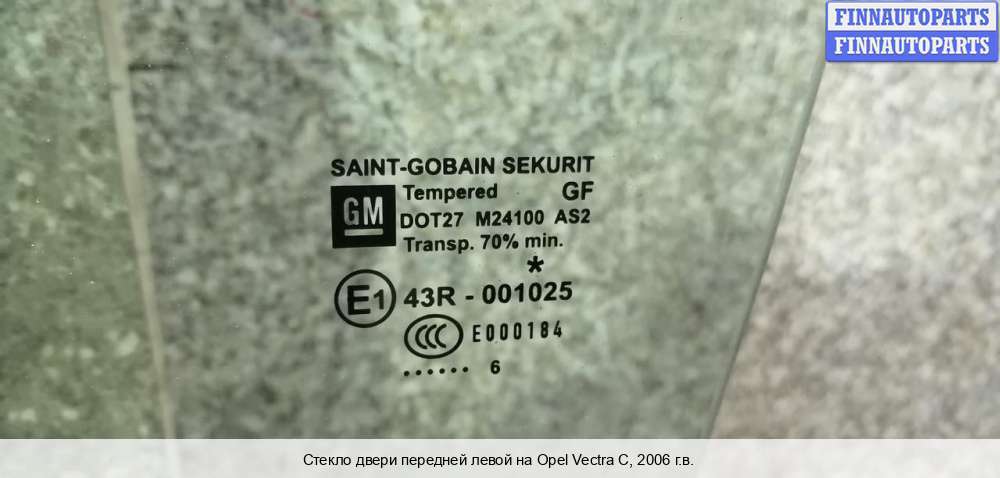 FINNAUTOPARTS
FINNAUTOPARTS
SAINT-GOBAIN SEKURIT
Tempered GF
GM
DOT27 M24100 AS2
Transp. 70% min.
*
E1 43R - 001025
CCC E000184
...... 6
Стекло двери передней левой на Opel Vectra C, 2006 г.в.